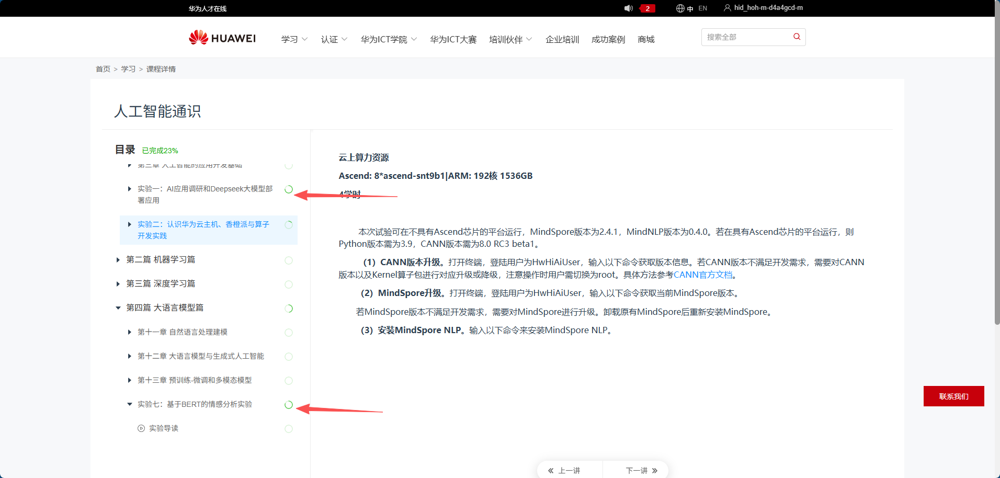 华为人才在线
2
中 EN
hid_hoh-m-d4a4gcd-m
HUAWEI
学习
认证
华为ICT学院
华为ICT大赛
培训伙伴
企业培训
成功案例
商城
搜索全部
首页 > 学习 > 课程详情
人工智能通识
目录 已完成23%
第三章 人工智能的应用开发基础
实验一：AI应用调研和Deepseek大模型部
署应用
实验二：认识华为云主机、香橙派与算子
开发实践
第二篇 机器学习篇
第三篇 深度学习篇
第四篇 大语言模型篇
第十一章 自然语言处理建模
第十二章 大语言模型与生成式人工智能
第十三章 预训练-微调和多模态模型
实验七：基于BERT的情感分析实验
实验导读
云上算力资源
Ascend: 8*ascend-snt9b1|ARM: 192核 1536GB
4学时
本次试验可在不具有Ascend芯片的平台运行，MindSpore版本为2.4.1，MindNLP版本为0.4.0。若在具有Ascend芯片的平台运行，则
Python版本需为3.9，CANN版本需为8.0 RC3 beta1。
（1）CANN版本升级。打开终端，登陆用户为HwHiAiUser，输入以下命令获取版本信息。若CANN版本不满足开发需求，需要对CANN
版本以及Kernel算子包进行对应升级或降级，注意操作时用户需切换为root。具体方法参考CANN官方文档。
（2）MindSpore升级。打开终端，登陆用户为HwHiAiUser，输入以下命令获取当前MindSpore版本。
若MindSpore版本不满足开发需求，需要对MindSpore进行升级。卸载原有MindSpore后重新安装MindSpore。
（3）安装MindSpore NLP。输入以下命令来安装MindSpore NLP。
联系我们
上一讲
下一讲